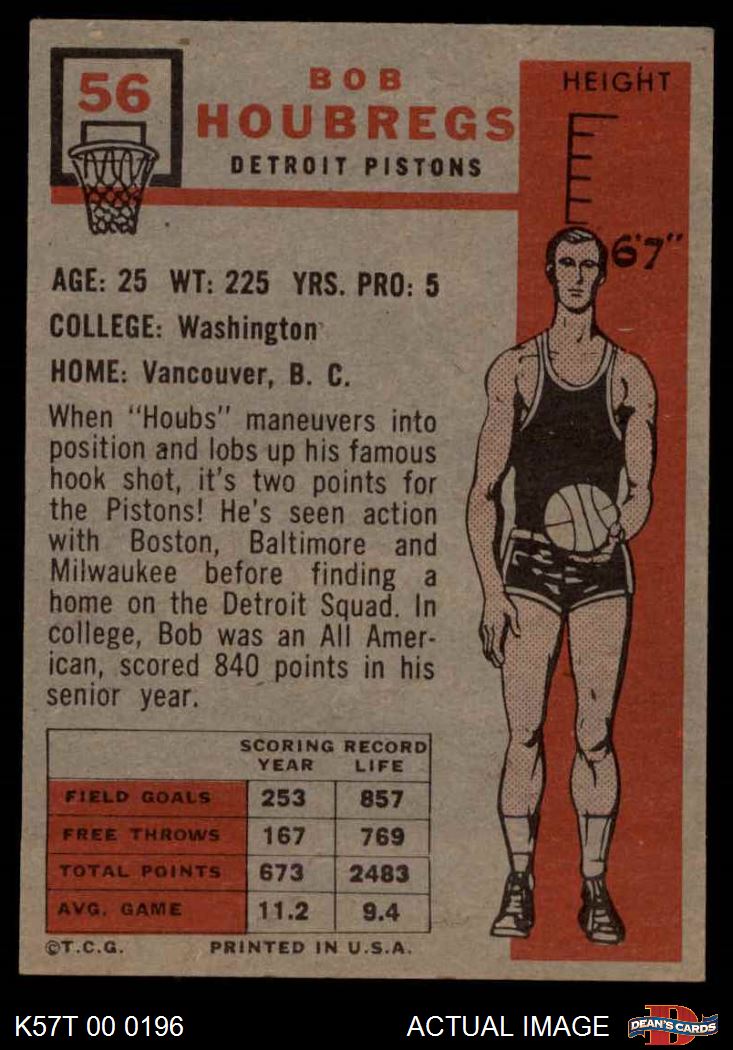 56
BOB
HOUBREGS
DETROIT PISTONS
HEIGHT
6'7"
AGE: 25 WT: 225 YRS. PRO: 5
COLLEGE: Washington
HOME: Vancouver, B. C.
When "Houbs" maneuvers into
position and lobs up his famous
hook shot, it's two points for
the Pistons! He's seen action
with Boston, Baltimore and
Milwaukee before finding a
home on the Detroit Squad. In
college, Bob was an All Amer-
ican, scored 840 points in his
senior year.
SCORING RECORD
YEAR LIFE
FIELD GOALS 253 857
FREE THROWS 167 769
TOTAL POINTS 673 2483
AVG. GAME 11.2 9.4
©T.C.G. PRINTED IN U.S.A.
K57T 00 0196 ACTUAL IMAGE D DEAN'S CARDS